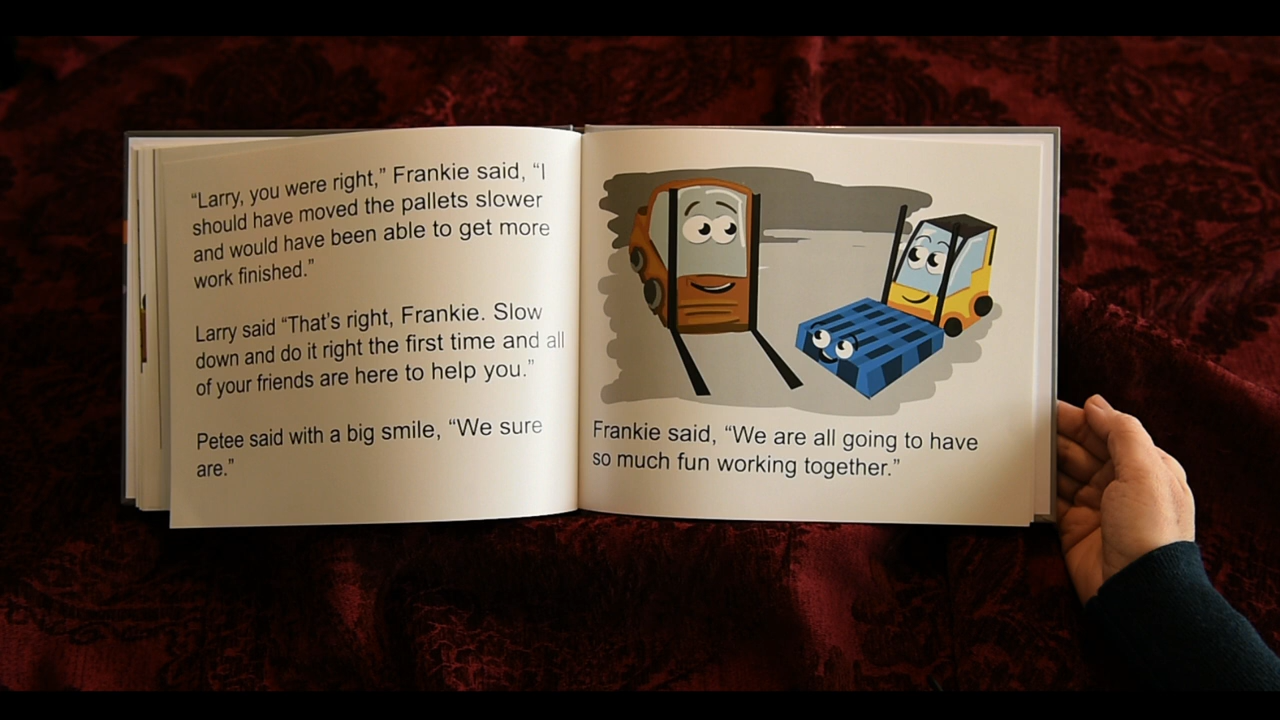 “Larry, you were right,” Frankie said, “I
should have moved the pallets slower
and would have been able to get more
work finished.”
Larry said “That’s right, Frankie. Slow
down and do it right the first time and all
of your friends are here to help you.”
Petee said with a big smile, “We sure
are.”
Frankie said, “We are all going to have
so much fun working together.”